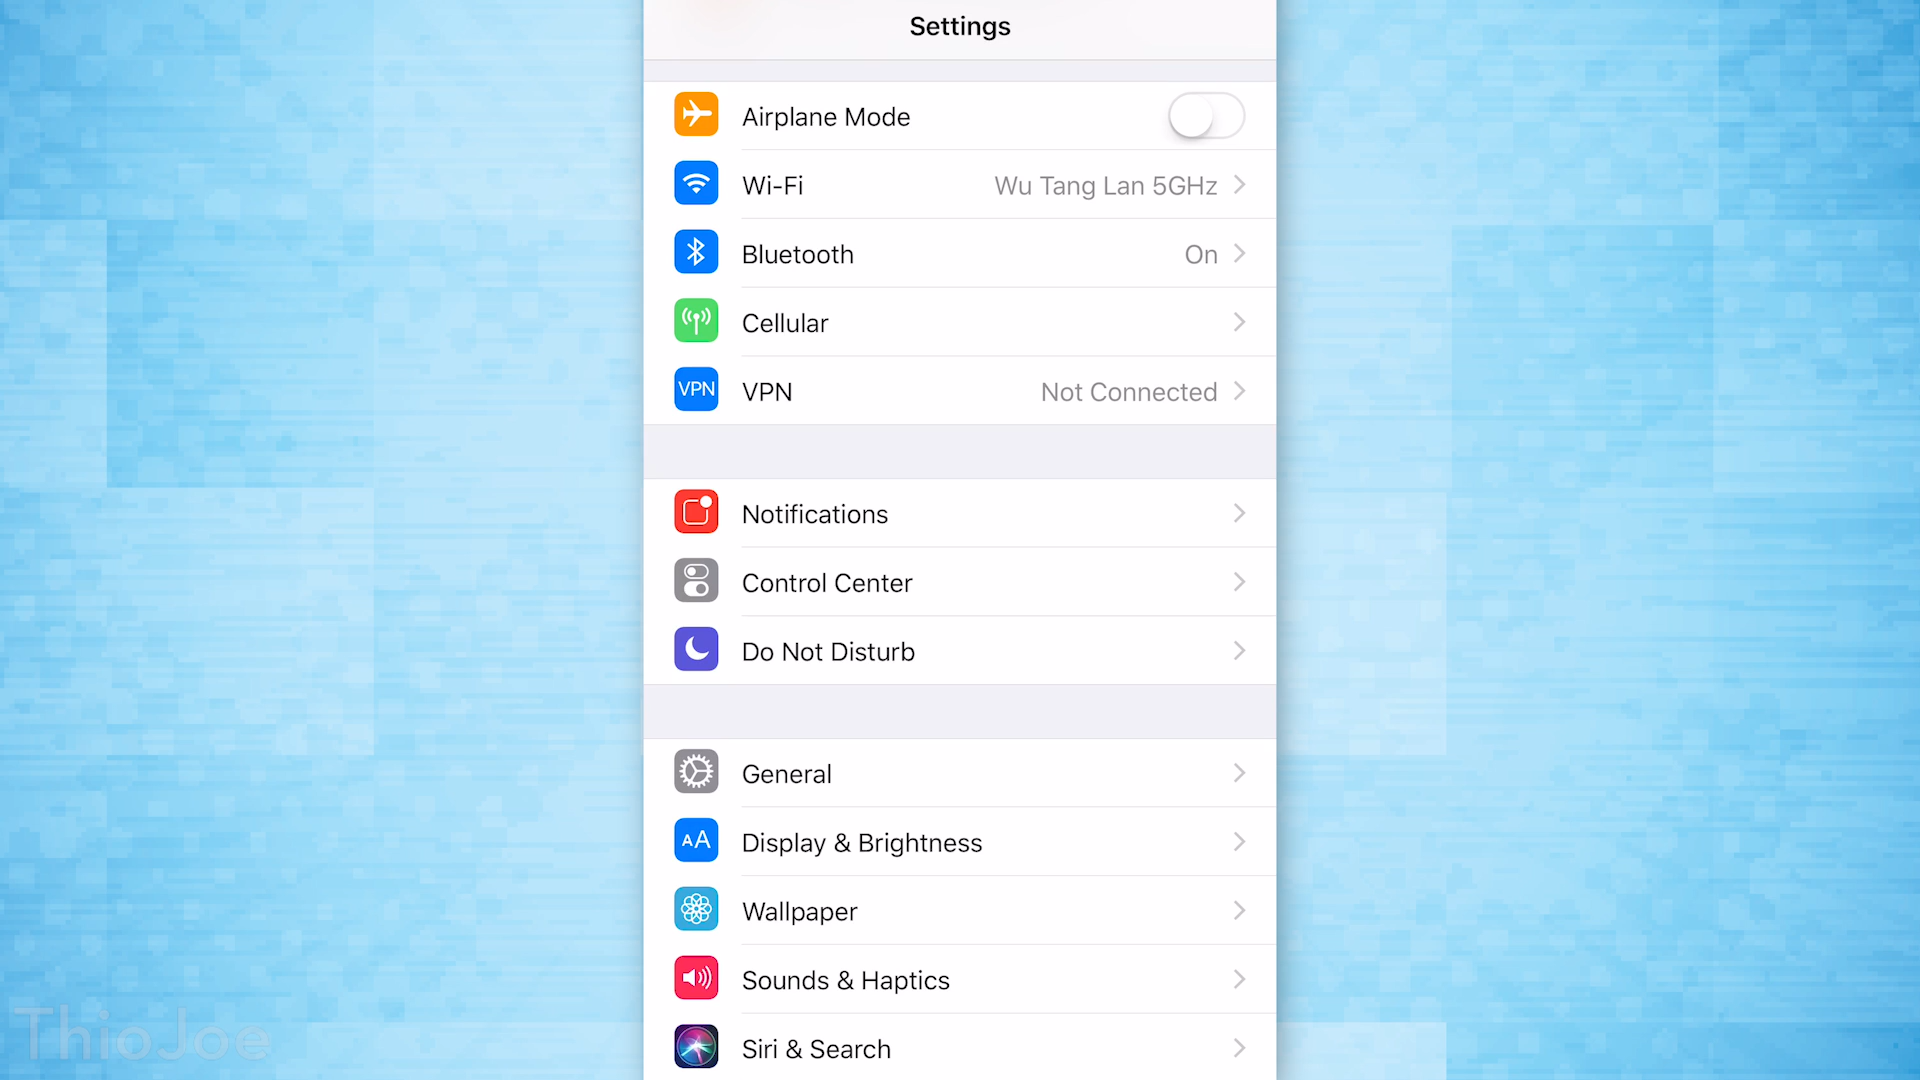 Settings
Airplane Mode
Wi-Fi Wu Tang Lan 5GHz
Bluetooth On
Cellular
VPN VPN Not Connected
Notifications
Control Center
Do Not Disturb
General
AA Display & Brightness
Wallpaper
Sounds & Haptics
Siri & Search
ThioJoe